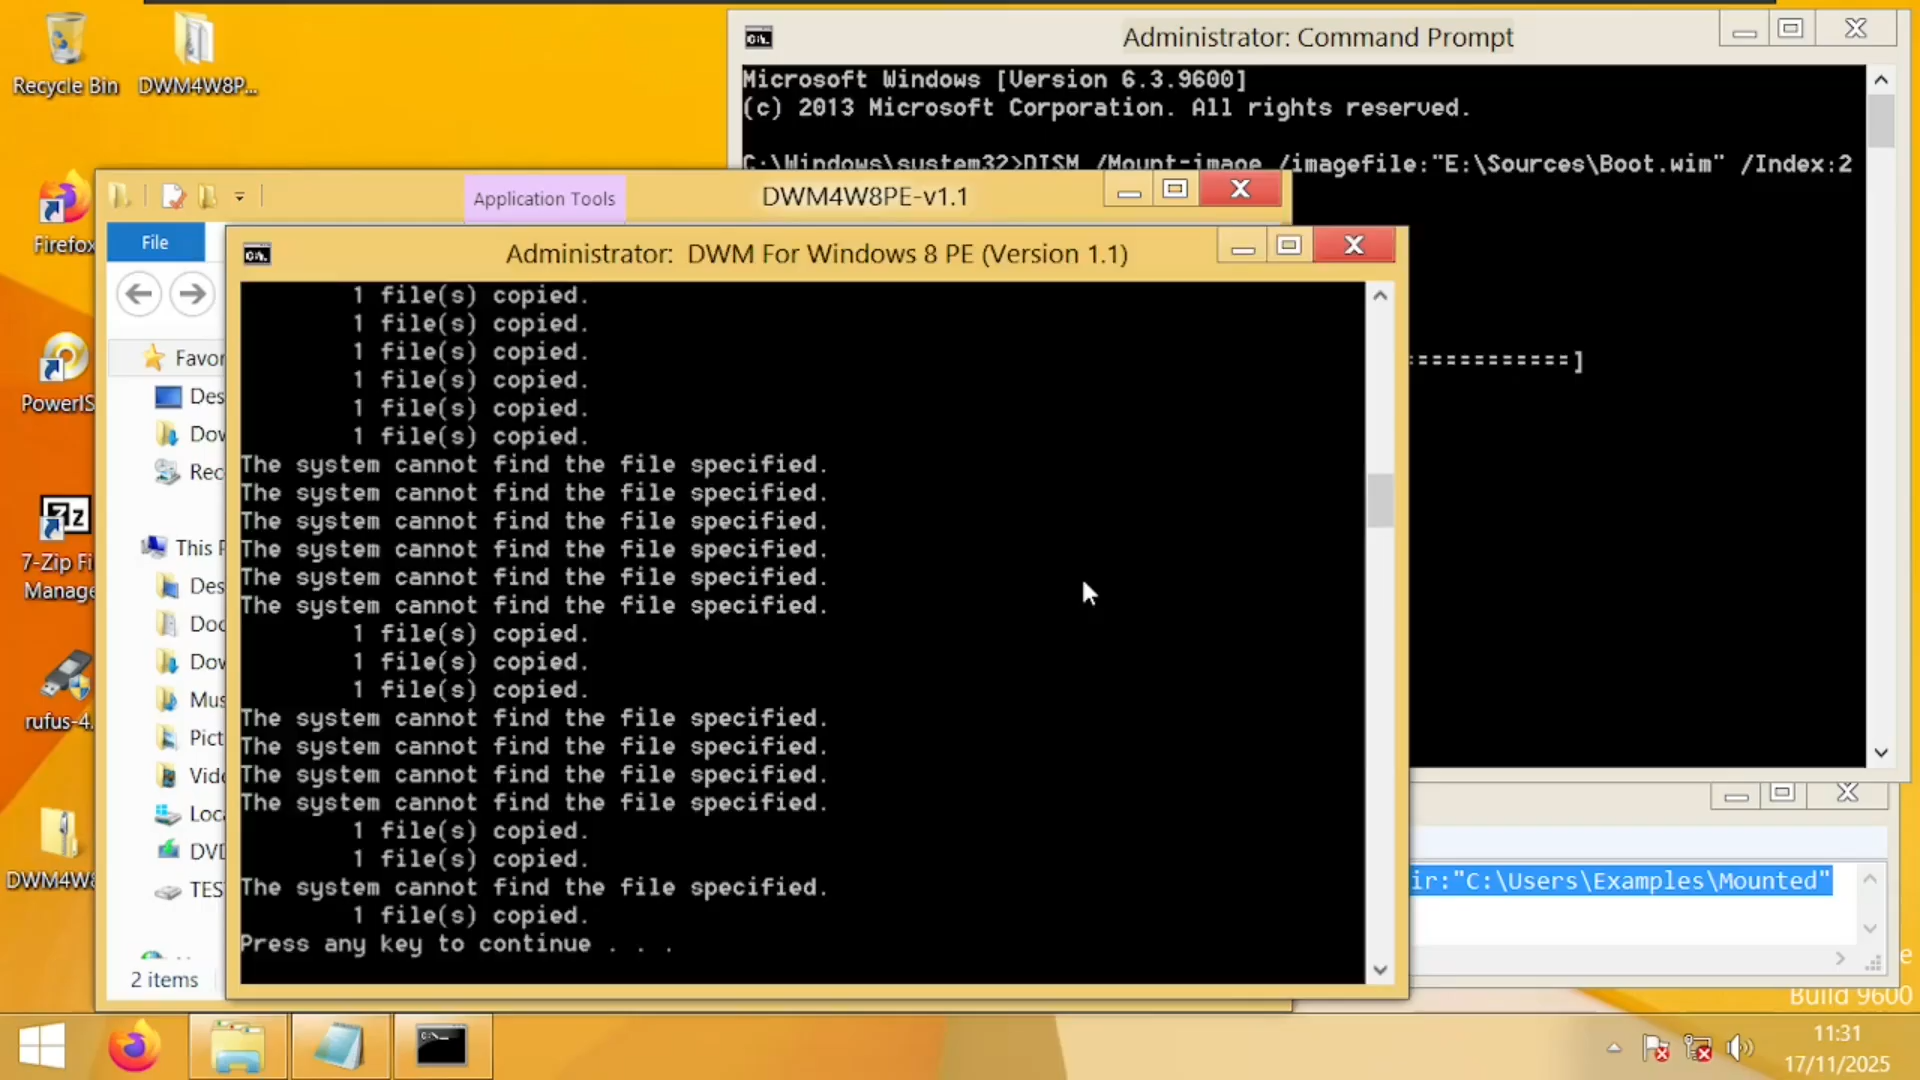 Recycle Bin
DWM4W8P...
Firefox
PowerIS
7-Zip Fi
Manage
rufus-4.
DWM4W8
Administrator: Command Prompt
Microsoft Windows [Version 6.3.9600]
(c) 2013 Microsoft Corporation. All rights reserved.
C:\Windows\system32>DISM /Mount-image /imagefile:"E:\Sources\Boot.wim" /Index:2
============]
Application Tools
DWM4W8PE-v1.1
File
Favor
Des
Dow
Rec
This P
Des
Doc
Dow
Mus
Pict
Vide
Loca
DVD
TES
2 items
Administrator: DWM For Windows 8 PE (Version 1.1)
1 file(s) copied.
1 file(s) copied.
1 file(s) copied.
1 file(s) copied.
1 file(s) copied.
1 file(s) copied.
The system cannot find the file specified.
The system cannot find the file specified.
The system cannot find the file specified.
The system cannot find the file specified.
The system cannot find the file specified.
The system cannot find the file specified.
1 file(s) copied.
1 file(s) copied.
1 file(s) copied.
The system cannot find the file specified.
The system cannot find the file specified.
The system cannot find the file specified.
The system cannot find the file specified.
1 file(s) copied.
1 file(s) copied.
The system cannot find the file specified.
1 file(s) copied.
Press any key to continue . . .
ir:"C:\Users\Examples\Mounted"
Build 9600
11:31
17/11/2025